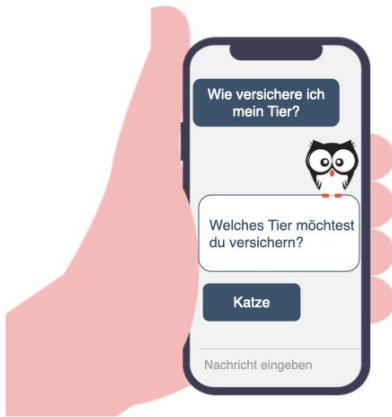 Wie versichere ich
mein Tier?
Welches Tier möchtest
du versichern?
Katze
Nachricht eingeben